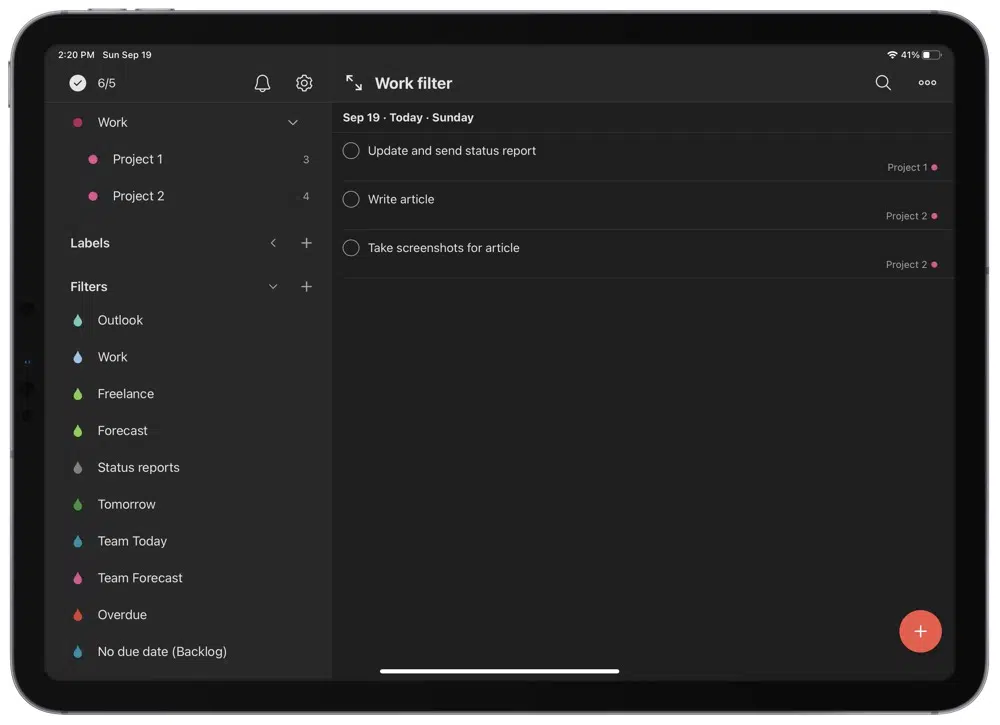 2:20 PM Sun Sep 19
41%
6/5
Work
Project 1 3
Project 2 4
Labels
Filters
Outlook
Work
Freelance
Forecast
Status reports
Tomorrow
Team Today
Team Forecast
Overdue
No due date (Backlog)
Work filter
Sep 19 · Today · Sunday
Update and send status report
Project 1
Write article
Project 2
Take screenshots for article
Project 2